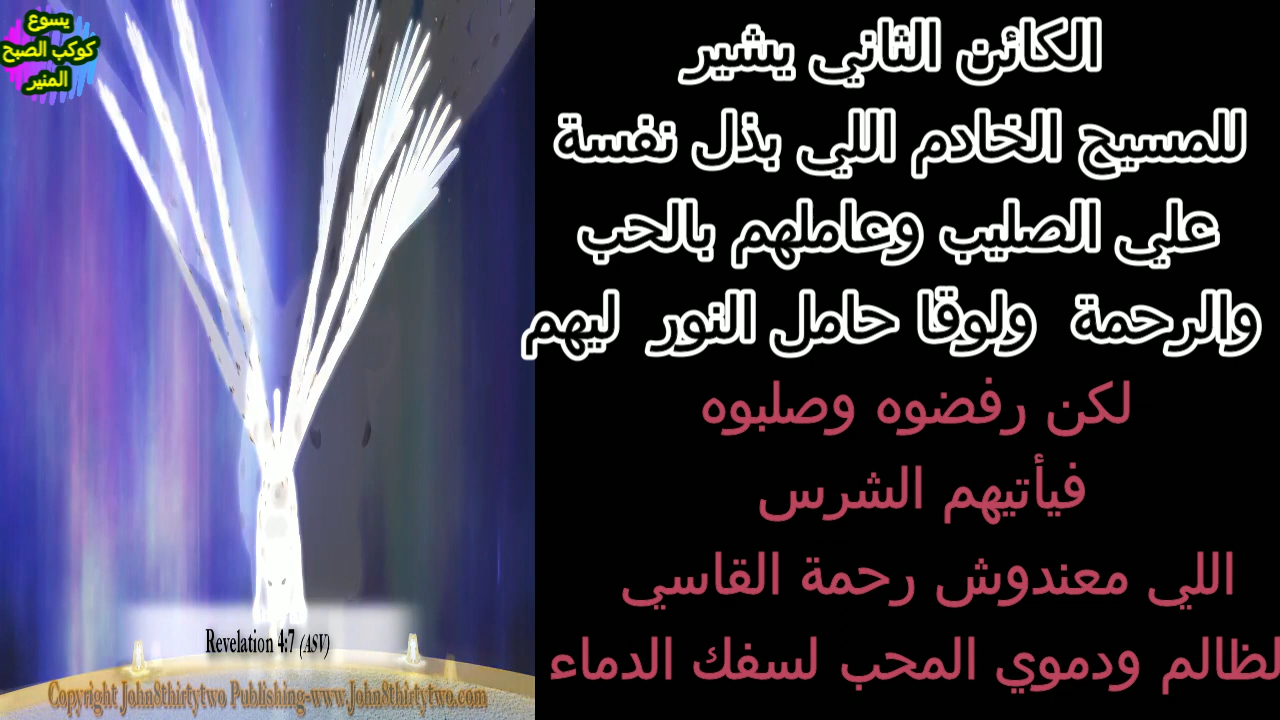 يسوع
كوكب الصبح
المنير
الكائن الثاني يشير
للمسيح الخادم اللي بذل نفسة
علي الصليب وعاملهم بالحب
والرحمة ولوقا حامل النور ليهم
لكن رفضوه وصلبوه
فيأتيهم الشرس
اللي معندوش رحمة القاسي
لظالم ودموي المحب لسفك الدماء
Revelation 4:7 (ASV)
Copyright John8thirtytwo Publishing-www.John8thirtytwo.com